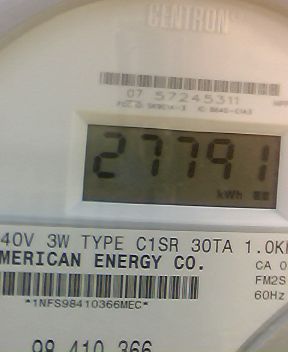 CENTRON
07 57245311
27791
kWh
40V 3W TYPE C1SR 30TA 1.0K
MERICAN ENERGY CO.
CA 0
FM2S
60Hz
*1NFS98410366MEC*
98 410 366